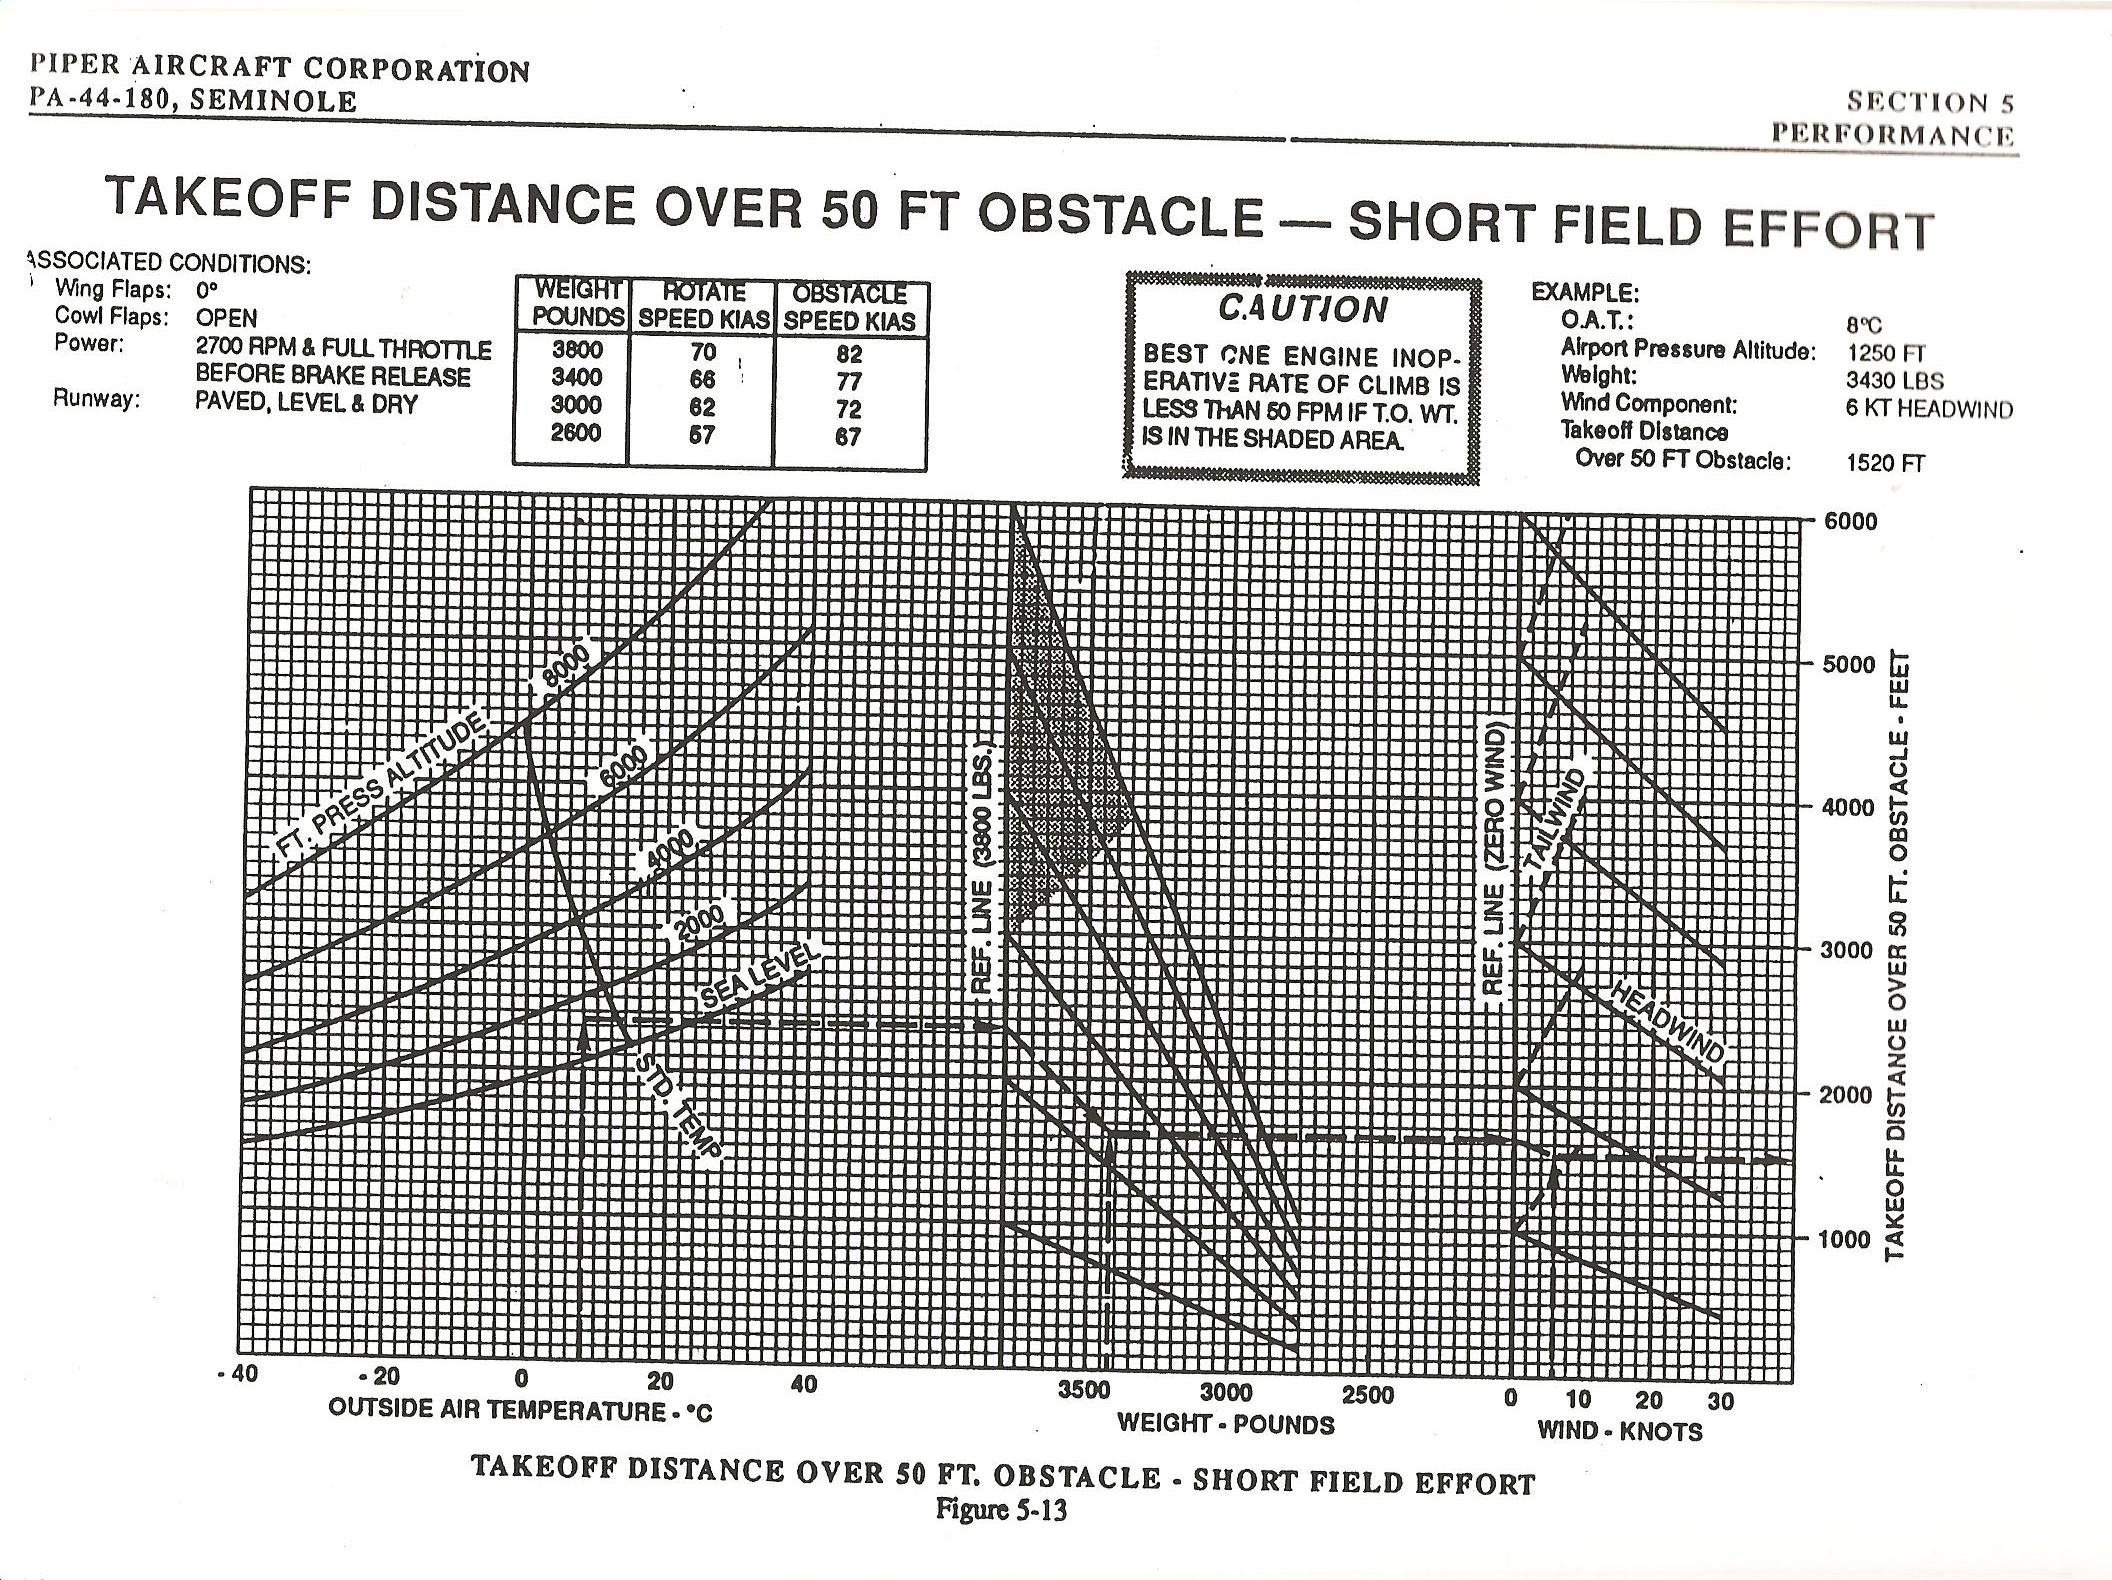 PIPER AIRCRAFT CORPORATION
PA-44-180, SEMINOLE
SECTION 5
PERFORMANCE
TAKEOFF DISTANCE OVER 50 FT OBSTACLE — SHORT FIELD EFFORT
ASSOCIATED CONDITIONS:
Wing Flaps: 0°
Cowl Flaps: OPEN
Power: 2700 RPM & FULL THROTTLE
BEFORE BRAKE RELEASE
Runway: PAVED, LEVEL & DRY
WEIGHT ROTATE OBSTACLE
POUNDS SPEED KIAS SPEED KIAS
3800 70 82
3400 66 77
3000 62 72
2600 57 67
CAUTION
BEST ONE ENGINE INOP-
ERATIVE RATE OF CLIMB IS
LESS THAN 50 FPM IF T.O. WT.
IS IN THE SHADED AREA.
EXAMPLE:
O.A.T.: 8°C
Airport Pressure Altitude: 1250 FT
Weight: 3430 LBS
Wind Component: 6 KT HEADWIND
Takeoff Distance
Over 50 FT Obstacle: 1520 FT
FT. PRESS ALTITUDE
8000
6000
4000
2000
SEA LEVEL
STD. TEMP
REF. LINE (3800 LBS.)
REF. LINE (ZERO WIND)
TAILWIND
HEADWIND
6000
5000
4000
3000
2000
1000
TAKEOFF DISTANCE OVER 50 FT. OBSTACLE - FEET
-40 -20 0 20 40
OUTSIDE AIR TEMPERATURE - °C
3500 3000 2500
WEIGHT - POUNDS
0 10 20 30
WIND - KNOTS
TAKEOFF DISTANCE OVER 50 FT. OBSTACLE - SHORT FIELD EFFORT
Figure 5-13